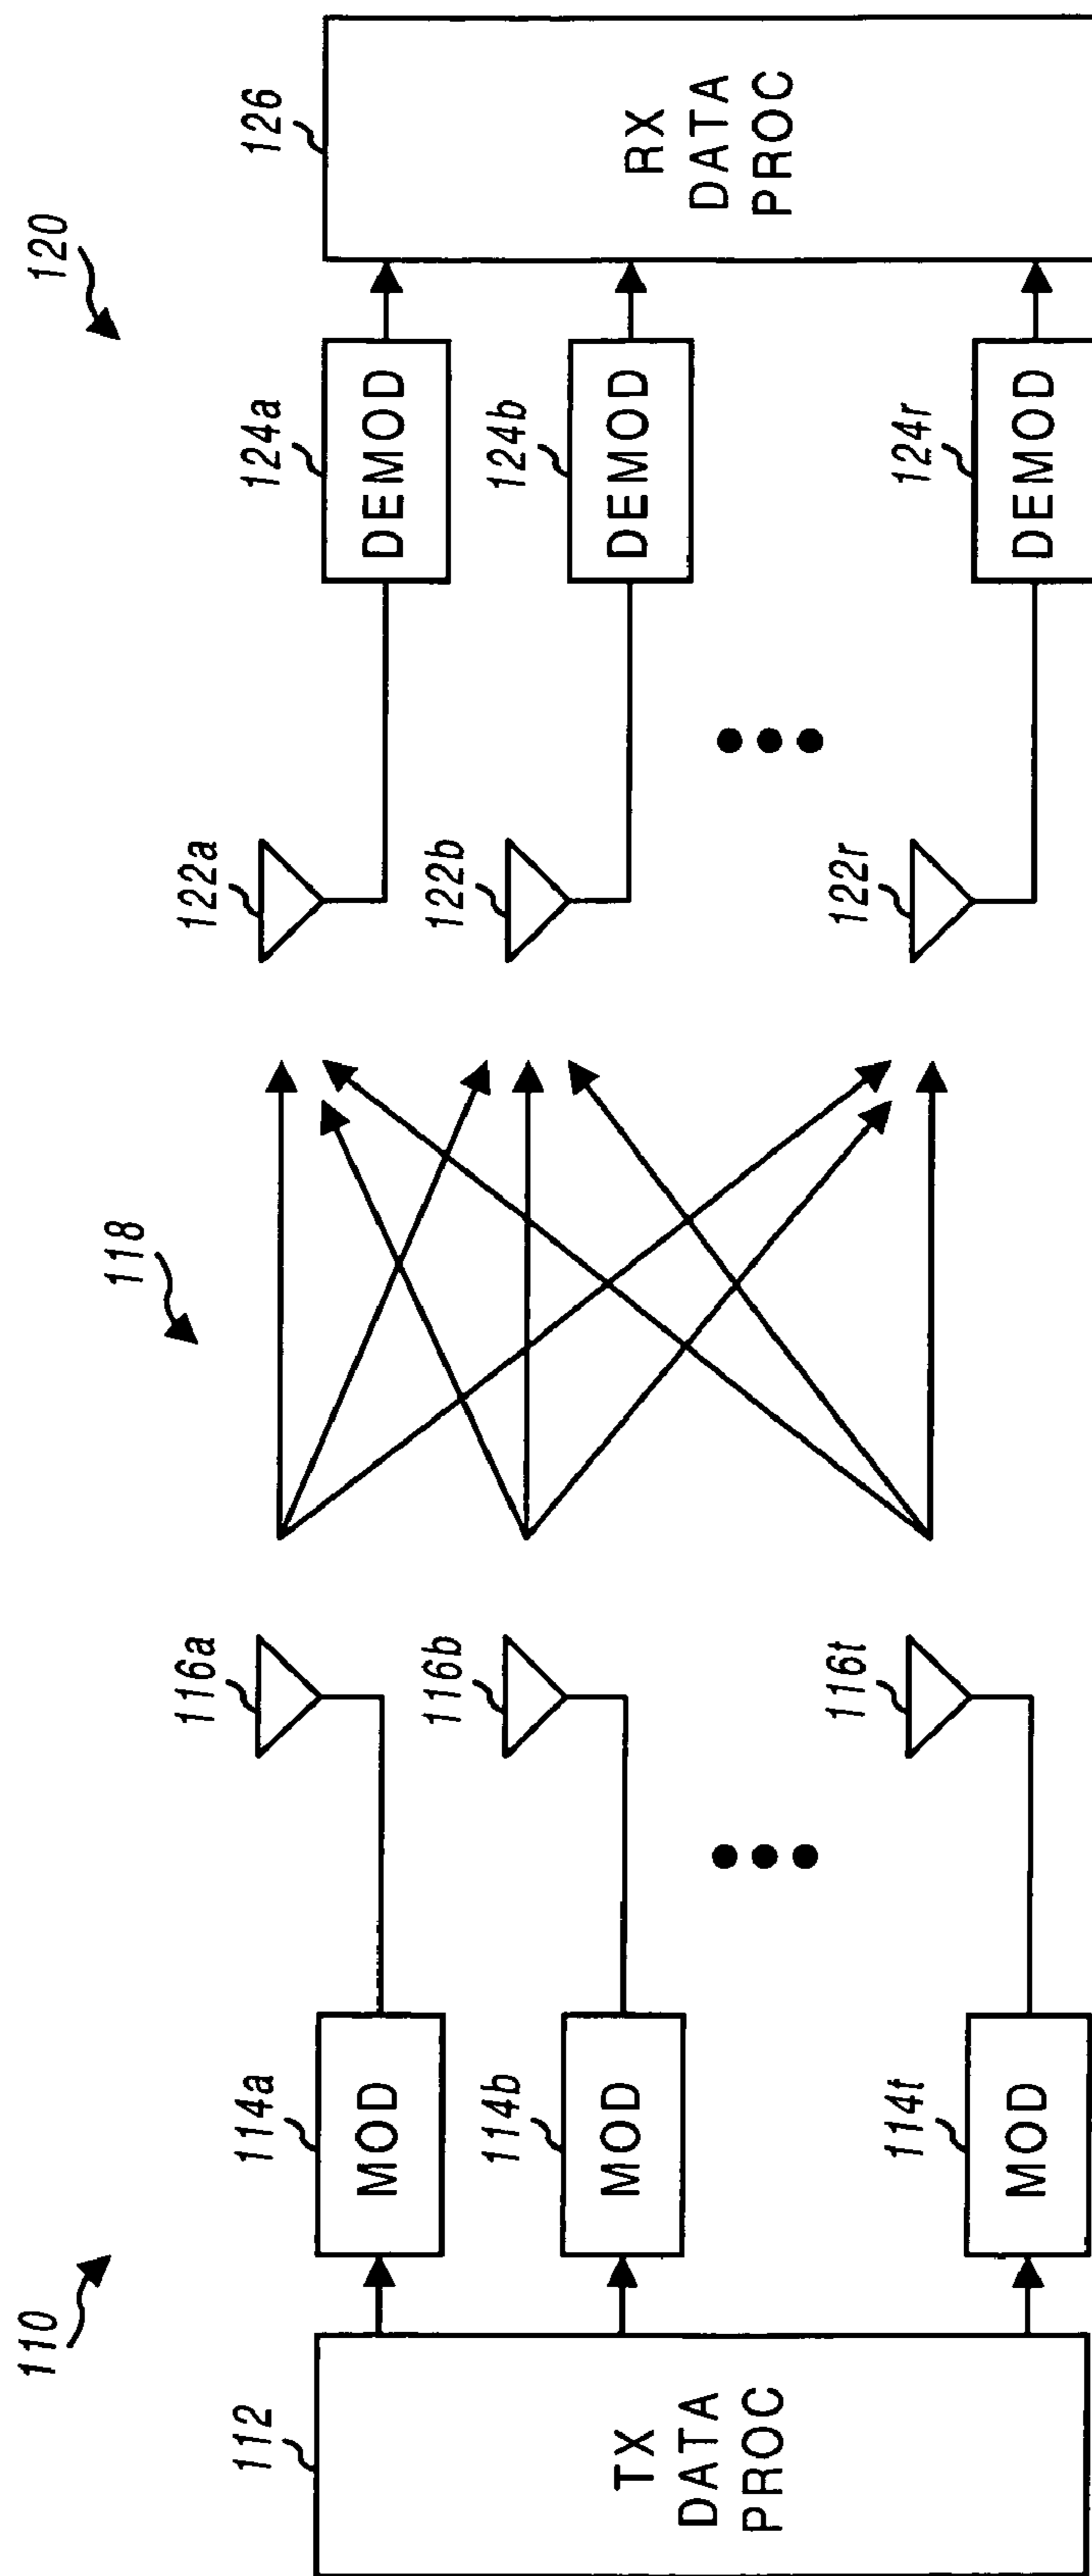 110
120
118
112
TX
DATA
PROC
114a
MOD
116a
122a
124a
DEMOD
126
RX
DATA
PROC
114b
MOD
116b
122b
124b
DEMOD
114t
MOD
116t
122r
124r
DEMOD